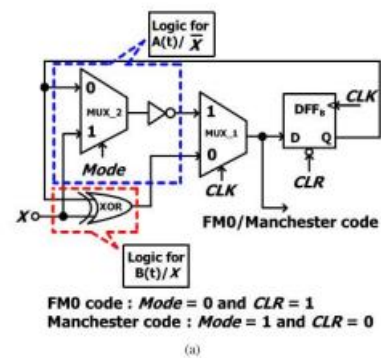 Logic for
A(t)/ X̅
0
MUX_2
1
Mode
1
MUX_1
0
CLK
DFF_B
CLK
D
Q
CLR
X
XOR
FM0/Manchester code
Logic for
B(t)/X
FM0 code : Mode = 0 and CLR = 1
Manchester code : Mode = 1 and CLR = 0
(a)